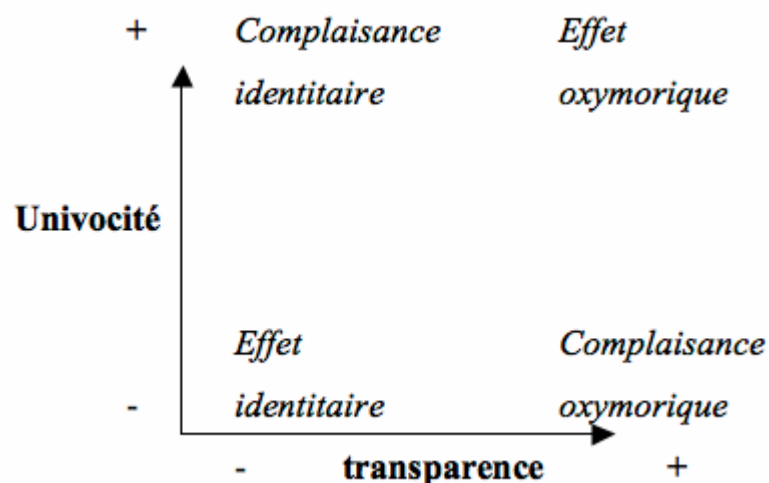 + Complaisance Effet
identitaire oxymorique
Univocité
Effet Complaisance
- identitaire oxymorique
- transparence +